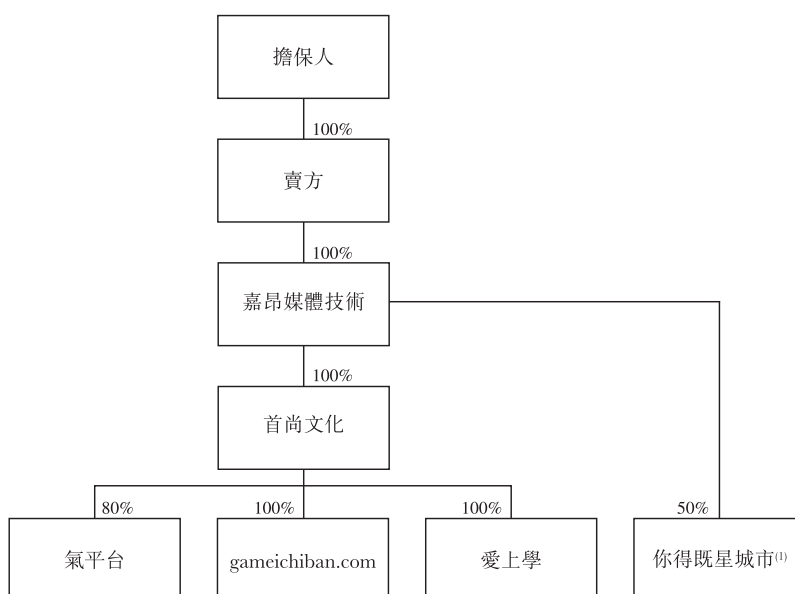 擔保人
100%
賣方
100%
嘉昂媒體技術
100%
首尚文化
80%
100%
100%
50%
氣平台
gameichiban.com
愛上學
你得既星城市(1)